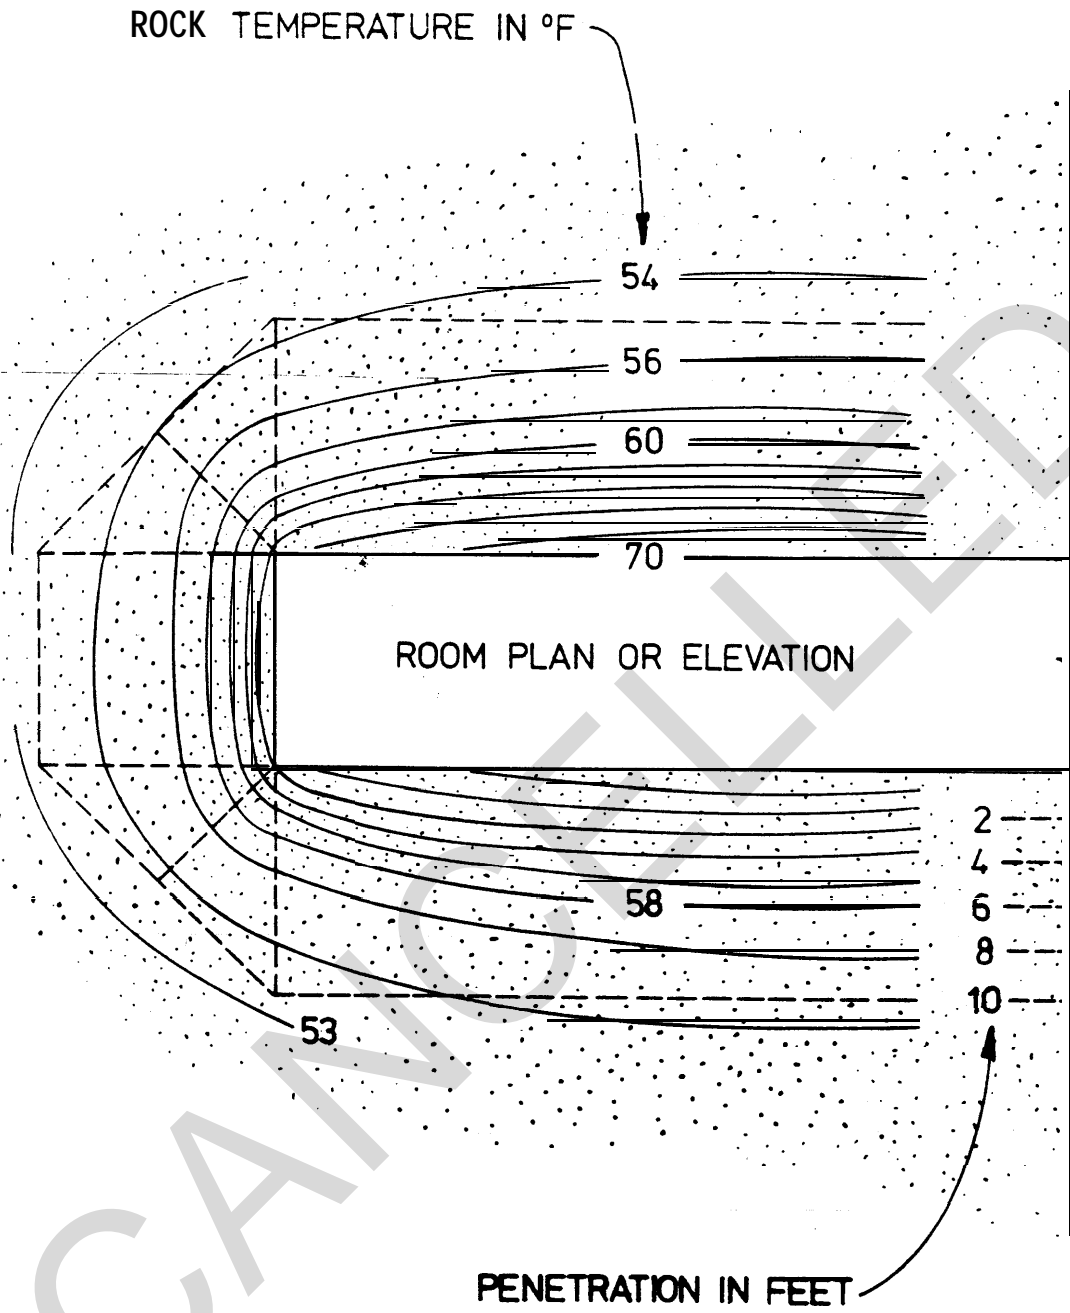 ROCK TEMPERATURE IN °F
54
56
60
70
ROOM PLAN OR ELEVATION
2
4
58
6
8
10
53
PENETRATION IN FEET
CANCELLED